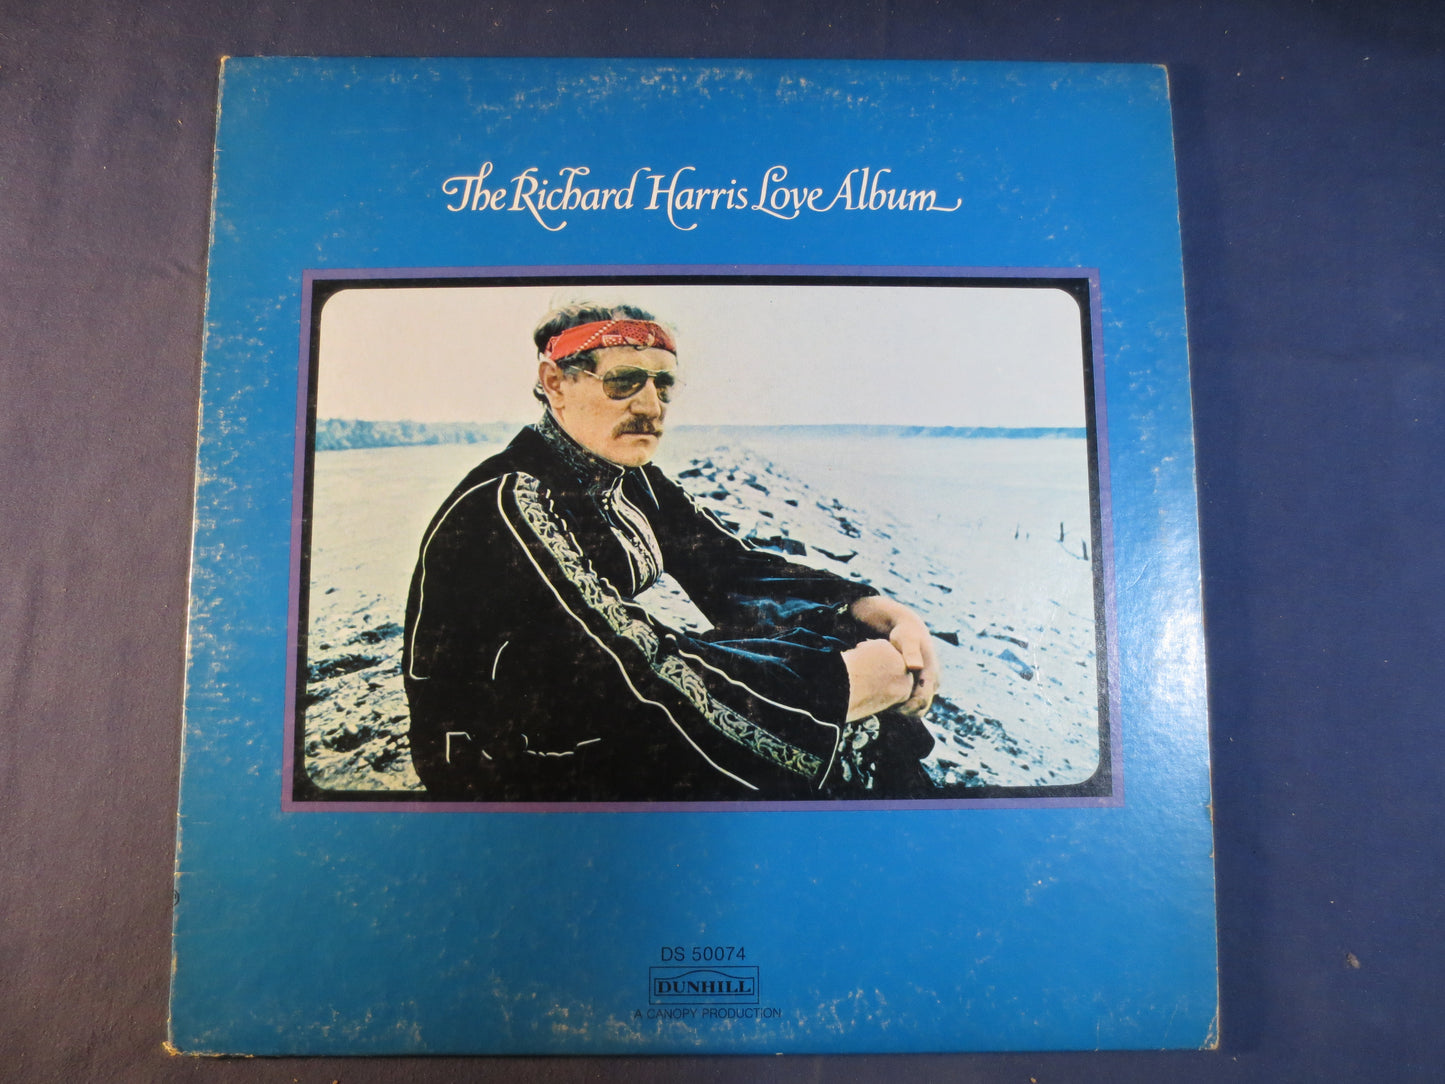 The Richard Harris Love Album
DS 50074
DUNHILL
A CANOPY PRODUCTION